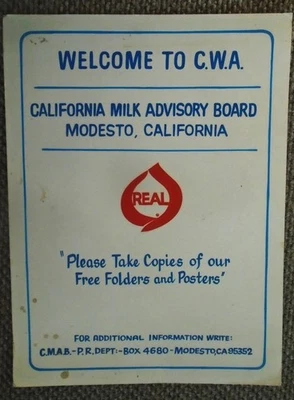 WELCOME TO C.W.A.
CALIFORNIA MILK ADVISORY BOARD
MODESTO, CALIFORNIA
REAL
"Please Take Copies of our
Free Folders and Posters"
FOR ADDITIONAL INFORMATION WRITE:
C.M.A.B.-P.R. DEPT:-BOX 4680-MODESTO,CA 95352